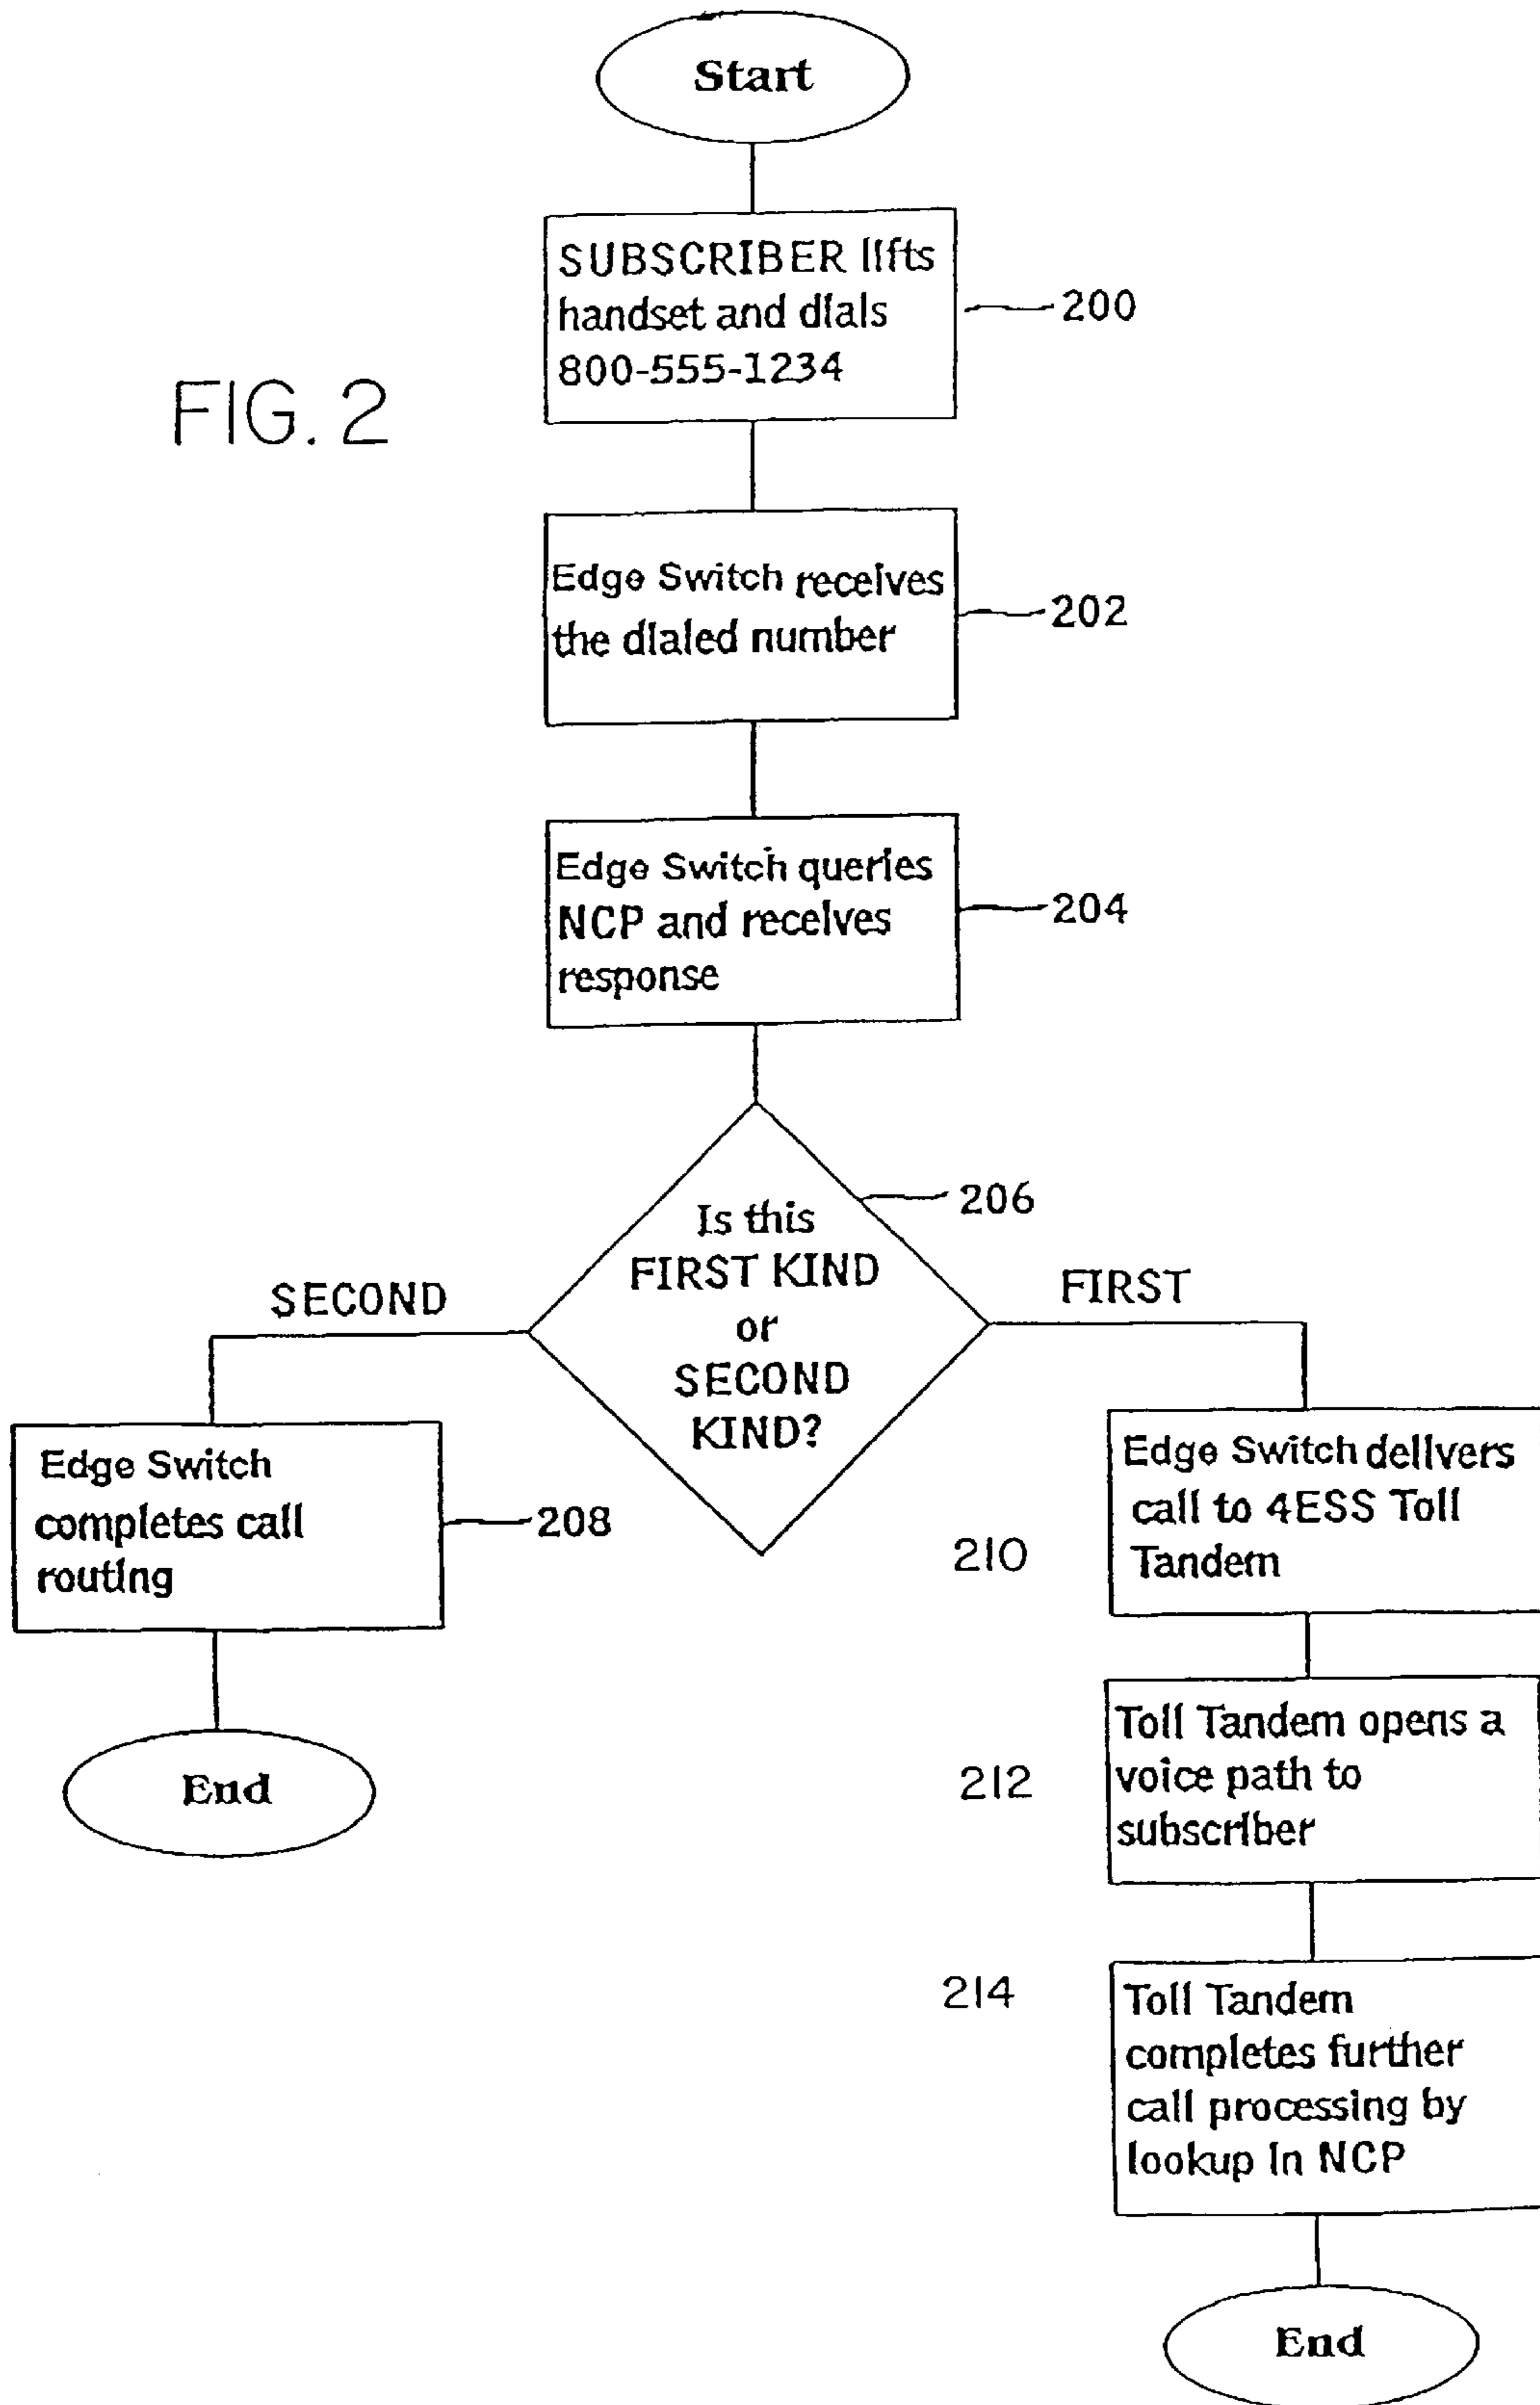 Start
SUBSCRIBER lifts
handset and dials
800-555-1234
200
FIG. 2
Edge Switch receives
the dialed number
202
Edge Switch queries
NCP and receives
response
204
Is this
FIRST KIND
or
SECOND
KIND?
206
SECOND
FIRST
Edge Switch
completes call
routing
208
End
Edge Switch delivers
call to 4ESS Toll
Tandem
210
Toll Tandem opens a
voice path to
subscriber
212
Toll Tandem
completes further
call processing by
lookup in NCP
214
End